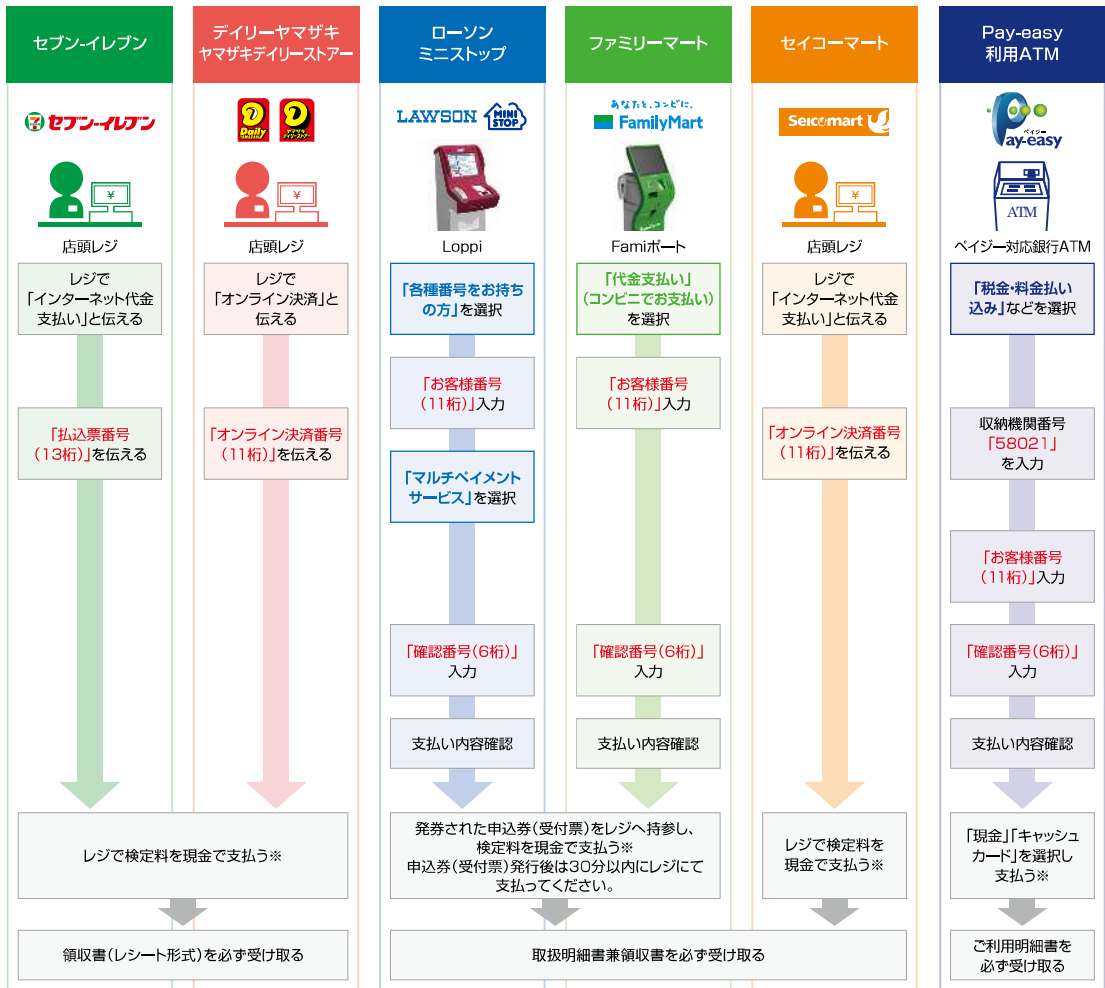 セブン-イレブン
デイリーヤマザキ
ヤマザキデイリーストアー
ローソン
ミニストップ
ファミリーマート
セイコーマート
Pay-easy
利用ATM
セブン-イレブン
Daily
ヤマザキ
デイリーストアー
LAWSON
MINI
STOP
あなたと、コンビに、
FamilyMart
Seicomart
ペイジー
Pay-easy
¥
¥
¥
ATM
店頭レジ
店頭レジ
Loppi
Famiポート
店頭レジ
ペイジー対応銀行ATM
レジで
「インターネット代金
支払い」と伝える
レジで
「オンライン決済」と
伝える
「各種番号をお持ち
の方」を選択
「代金支払い」
(コンビニでお支払い)
を選択
レジで
「インターネット代金
支払い」と伝える
「税金・料金払い
込み」などを選択
「お客様番号
(11桁)」入力
「お客様番号
(11桁)」入力
「払込票番号
(13桁)」を伝える
「オンライン決済番号
(11桁)」を伝える
「マルチペイメント
サービス」を選択
「オンライン決済番号
(11桁)」を伝える
収納機関番号
「58021」
を入力
「お客様番号
(11桁)」入力
「確認番号(6桁)」
入力
「確認番号(6桁)」
入力
「確認番号(6桁)」
入力
支払い内容確認
支払い内容確認
支払い内容確認
レジで検定料を現金で支払う※
発券された申込券(受付票)をレジへ持参し、
検定料を現金で支払う※
申込券(受付票)発行後は30分以内にレジにて
支払ってください。
レジで検定料を
現金で支払う※
「現金」「キャッシュ
カード」を選択し
支払う※
領収書(レシート形式)を必ず受け取る
取扱明細書兼領収書を必ず受け取る
ご利用明細書を
必ず受け取る